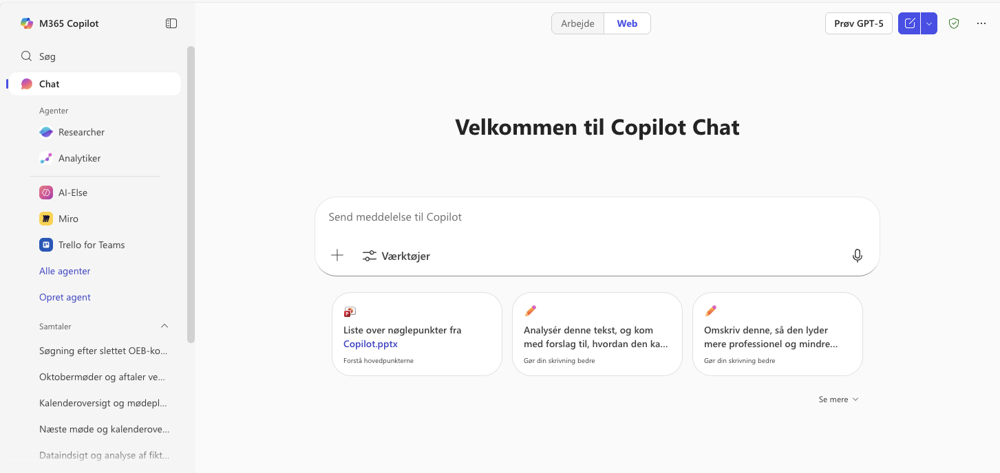 M365 Copilot
Søg
Chat
Agenter
Researcher
Analytiker
AI-Else
Miro
Trello for Teams
Alle agenter
Opret agent
Samtaler
Søgning efter slettet OEB-ko...
Oktobermøder og aftaler ve...
Kalenderoversigt og mødepl...
Næste møde og kalenderove...
Dataindsigt og analyse af fikt...
Arbejde
Web
Prøv GPT-5
Velkommen til Copilot Chat
Send meddelelse til Copilot
Værktøjer
Liste over nøglepunkter fra
Copilot.pptx
Forstå hovedpunkterne
Analysér denne tekst, og kom
med forslag til, hvordan den ka...
Gør din skrivning bedre
Omskriv denne, så den lyder
mere professionel og mindre...
Gør din skrivning bedre
Se mere